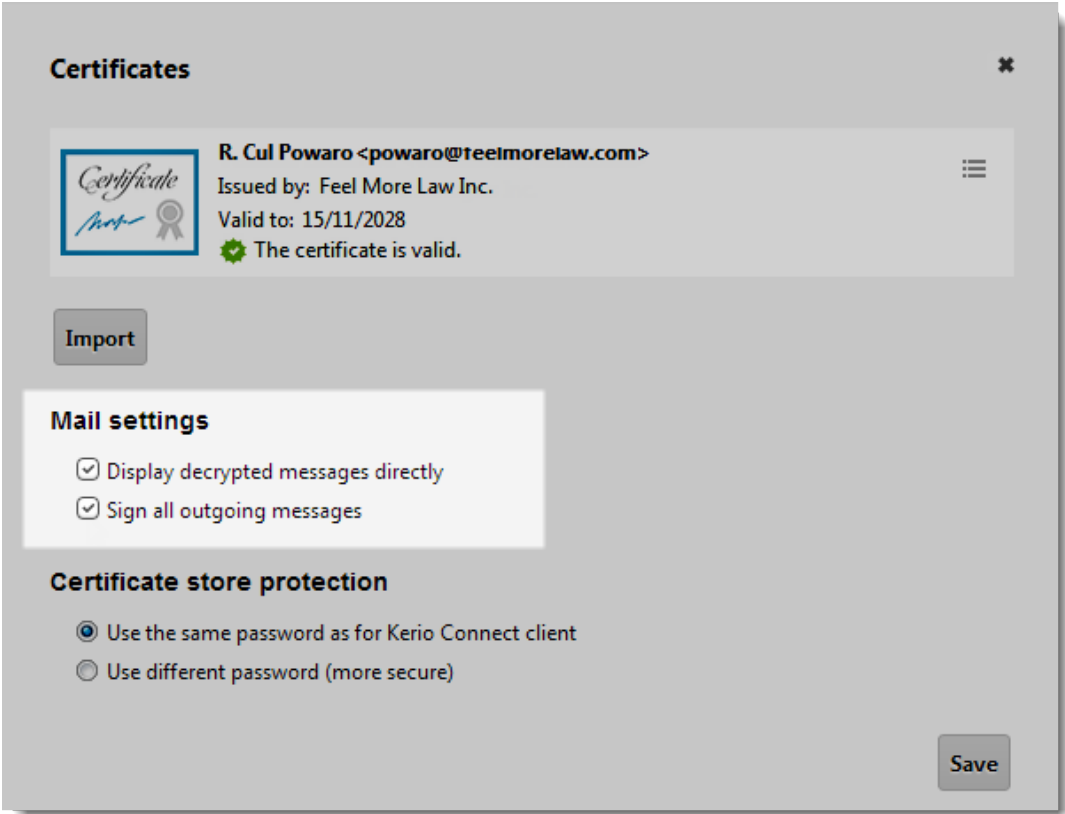 Certificates
Certificate
R. Cul Powaro <powaro@feelmorelaw.com>
Issued by: Feel More Law Inc.
Valid to: 15/11/2028
The certificate is valid.
Import
Mail settings
Display decrypted messages directly
Sign all outgoing messages
Certificate store protection
Use the same password as for Kerio Connect client
Use different password (more secure)
Save